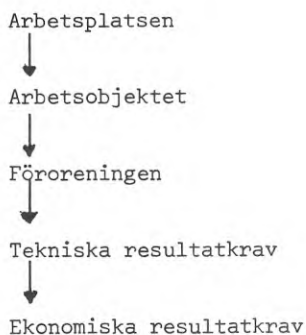 Arbetsplatsen
Arbetsobjektet
Föroreningen
Tekniska resultatkrav
Ekonomiska resultatkrav